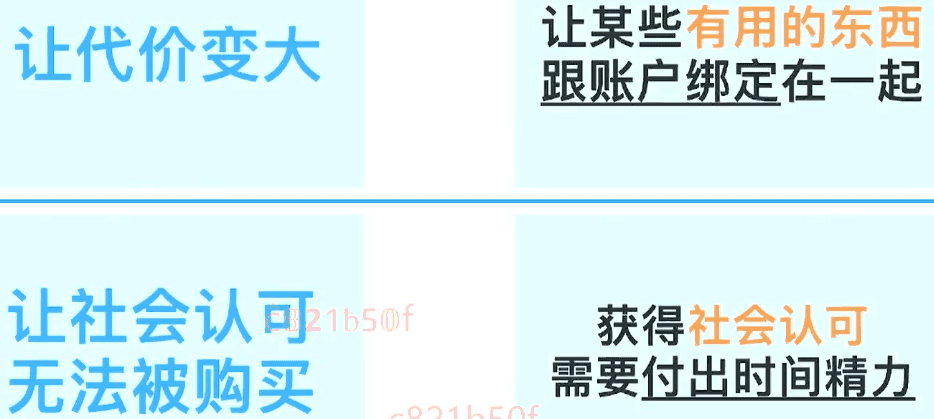 让代价变大
让某些有用的东西
跟账户绑定在一起
让社会认可
无法被购买
c821b50f
获得社会认可
需要付出时间精力
c821b50f